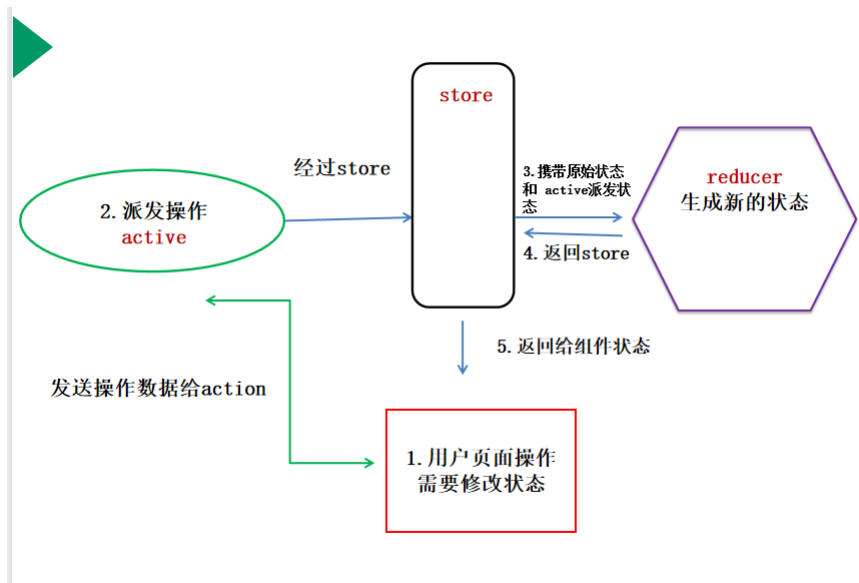 store
经过store
3.携带原始状态
和 active派发状
态
reducer
生成新的状态
2.派发操作
active
4.返回store
5.返回给组件状态
发送操作数据给action
1.用户页面操作
需要修改状态